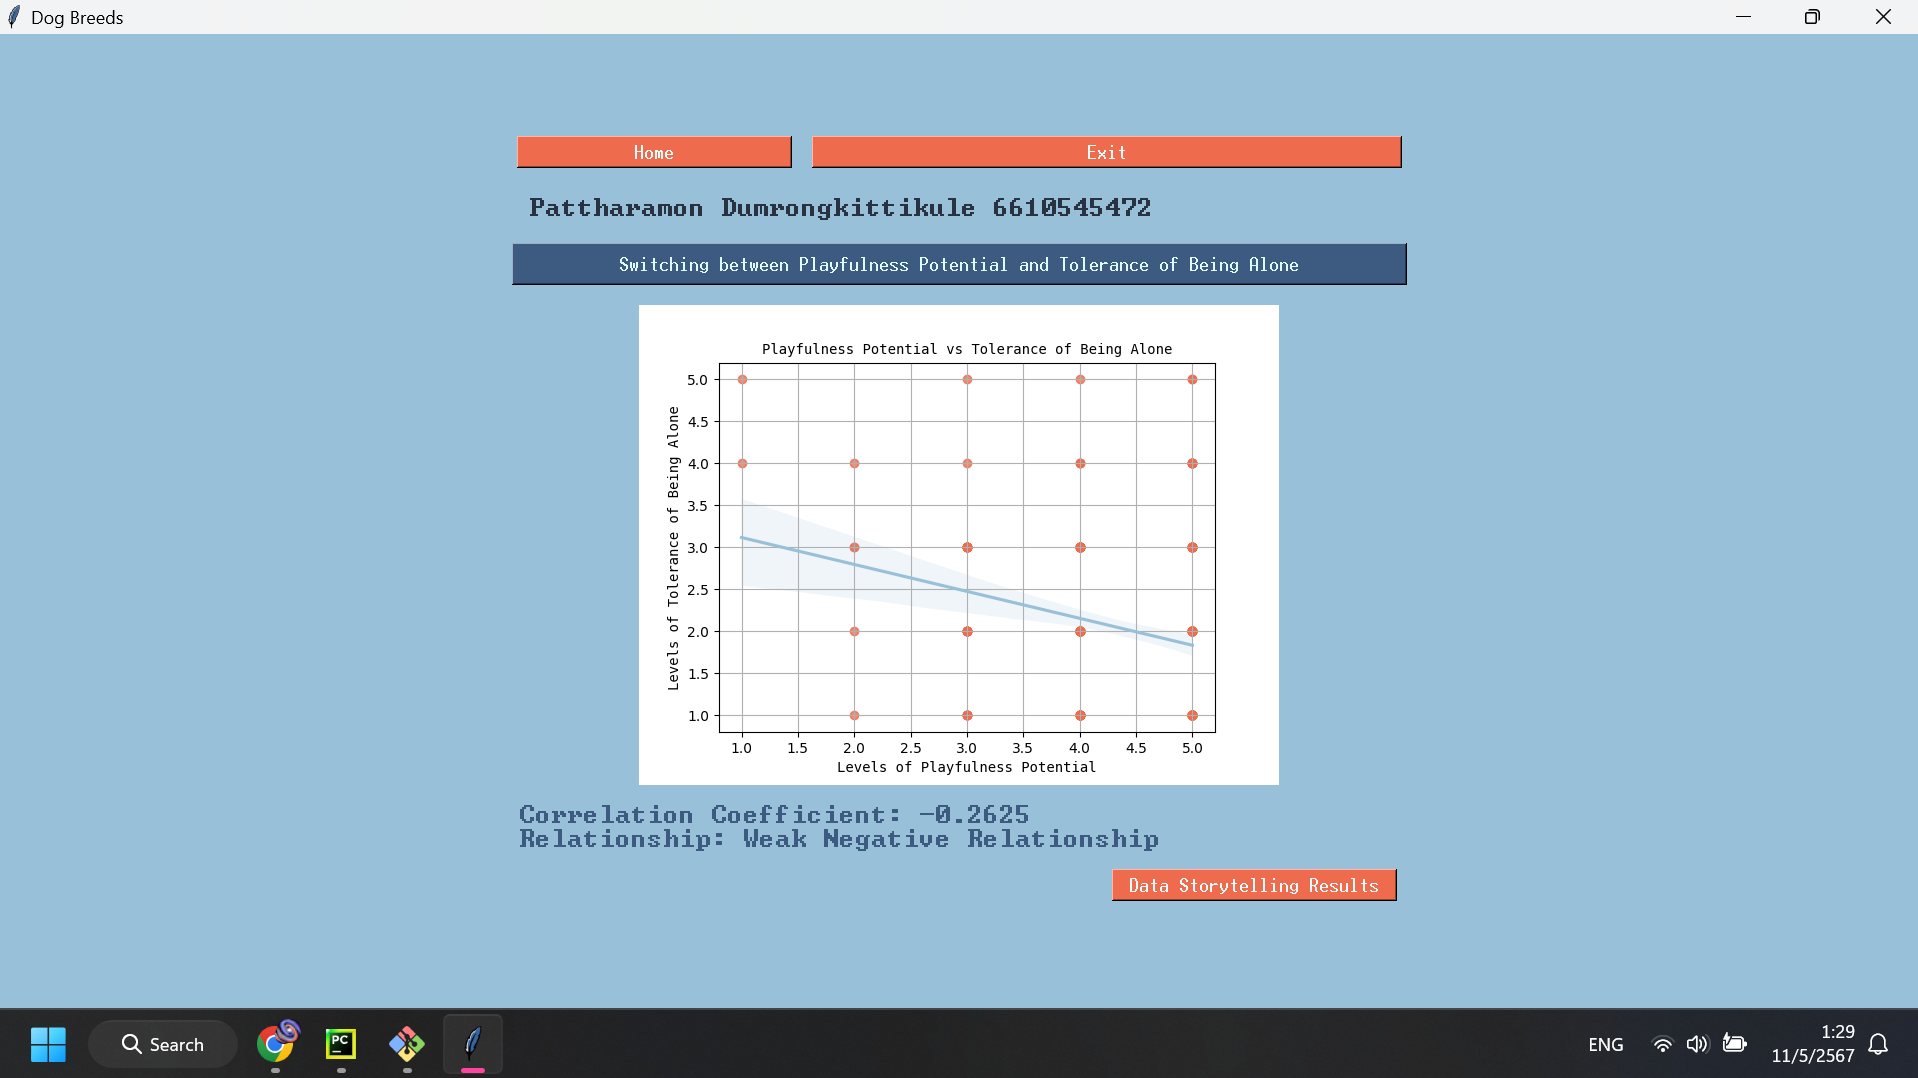 Dog Breeds
Home
Exit
Pattharamon Dumrongkittikule 6610545472
Switching between Playfulness Potential and Tolerance of Being Alone
Playfulness Potential vs Tolerance of Being Alone
Levels of Tolerance of Being Alone
5.0
4.5
4.0
3.5
3.0
2.5
2.0
1.5
1.0
1.0 1.5 2.0 2.5 3.0 3.5 4.0 4.5 5.0
Levels of Playfulness Potential
Correlation Coefficient: -0.2625
Relationship: Weak Negative Relationship
Data Storytelling Results
Search
PC
ENG
1:29
11/5/2567